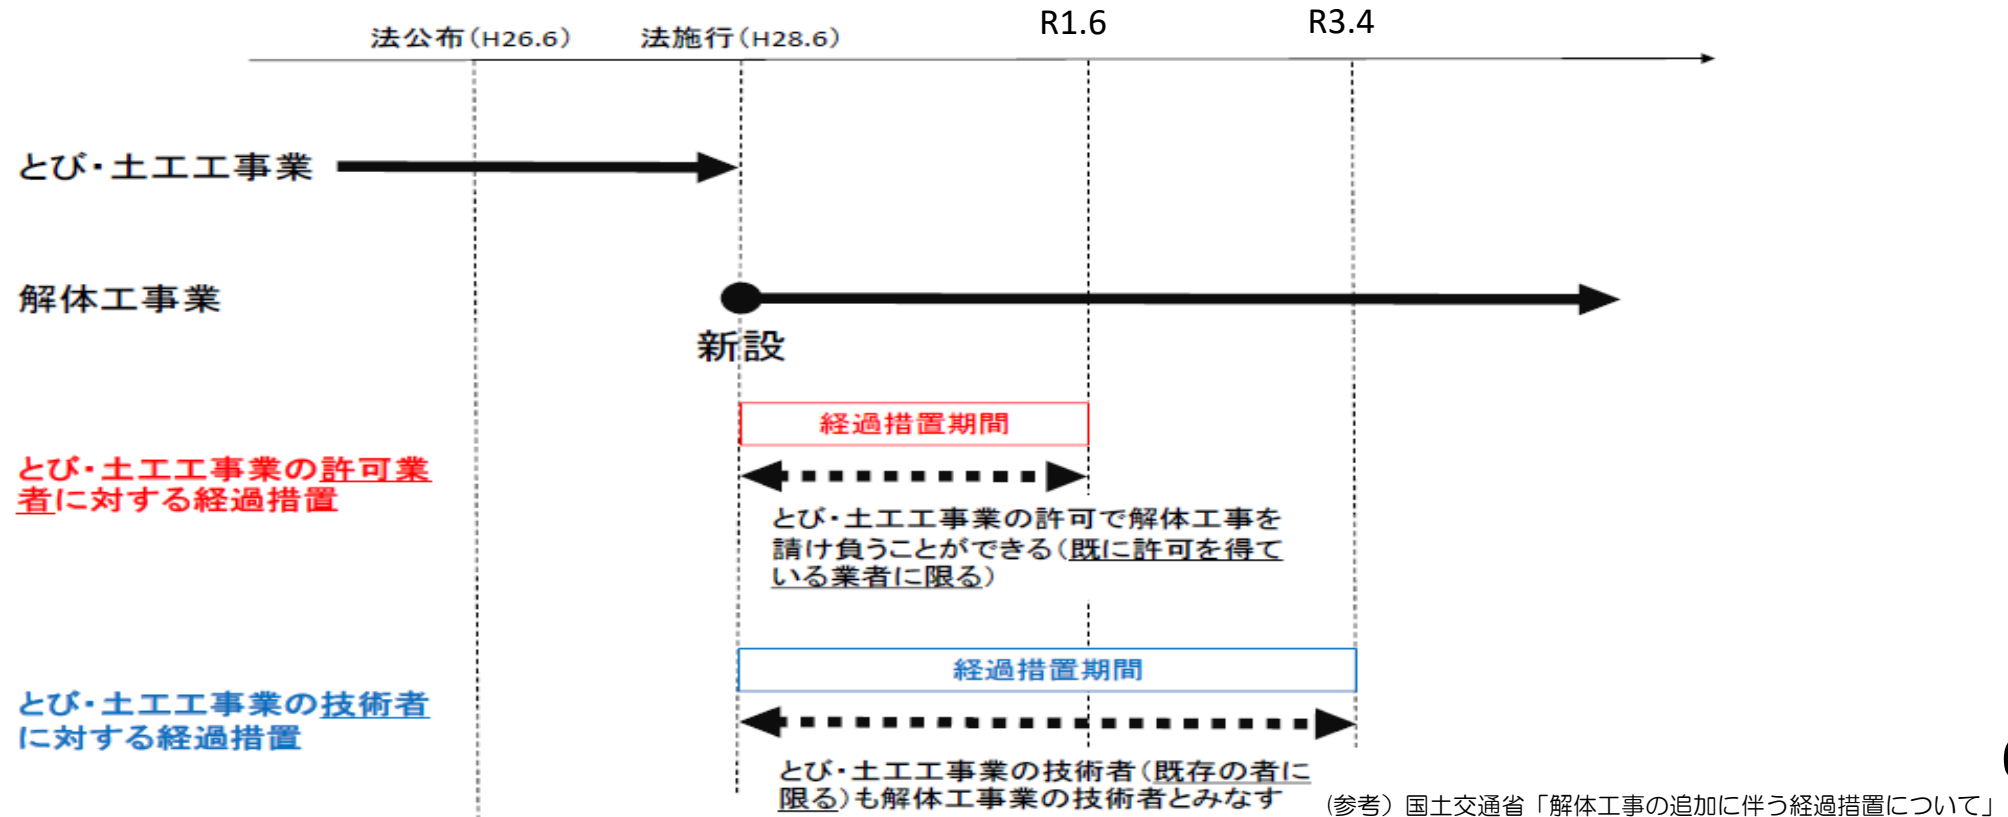 法公布(H26.6)
法施行(H28.6)
R1.6
R3.4
とび・土工工事業
解体工事業
新設
経過措置期間
とび・土工工事業の許可業
者に対する経過措置
とび・土工工事業の許可で解体工事を
請け負うことができる(既に許可を得て
いる業者に限る)
経過措置期間
とび・土工工事業の技術者
に対する経過措置
とび・土工工事業の技術者(既存の者に
限る)も解体工事業の技術者とみなす
(参考) 国土交通省「解体工事の追加に伴う経過措置について」